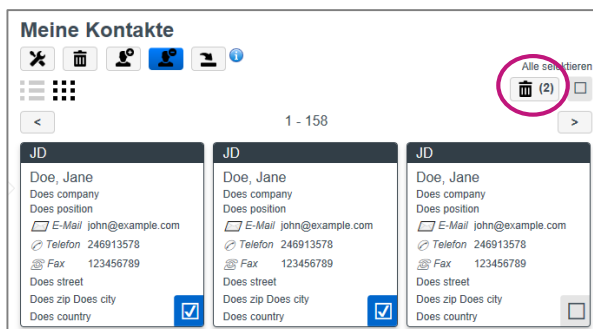 Meine Kontakte
Alle selektieren
(2)
< 1 - 158 >
JD
Doe, Jane
Does company
Does position
E-Mail john@example.com
Telefon 246913578
Fax 123456789
Does street
Does zip Does city
Does country
JD
Doe, Jane
Does company
Does position
E-Mail john@example.com
Telefon 246913578
Fax 123456789
Does street
Does zip Does city
Does country
JD
Doe, Jane
Does company
Does position
E-Mail john@example.com
Telefon 246913578
Fax 123456789
Does street
Does zip Does city
Does country